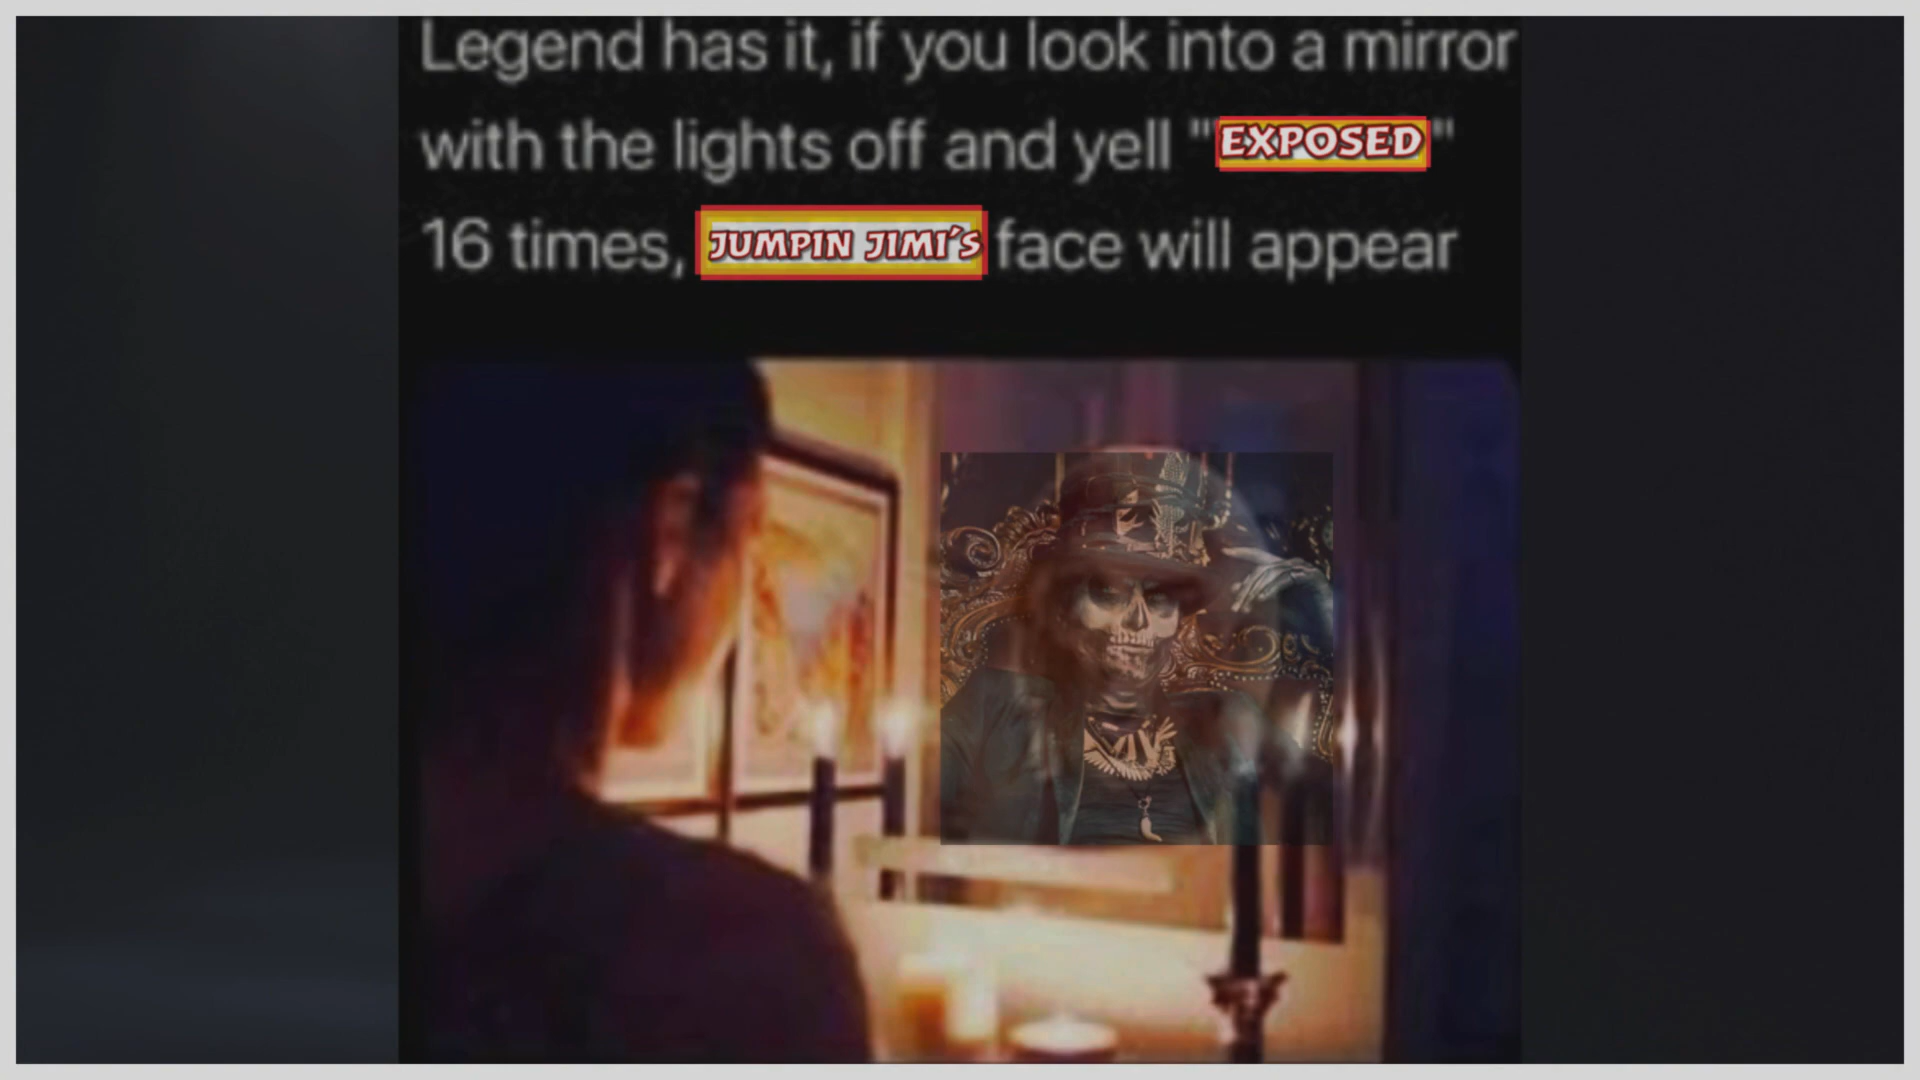 Legend has it, if you look into a mirror
with the lights off and yell "EXPOSED"
16 times, JUMPIN JIMI´s face will appear